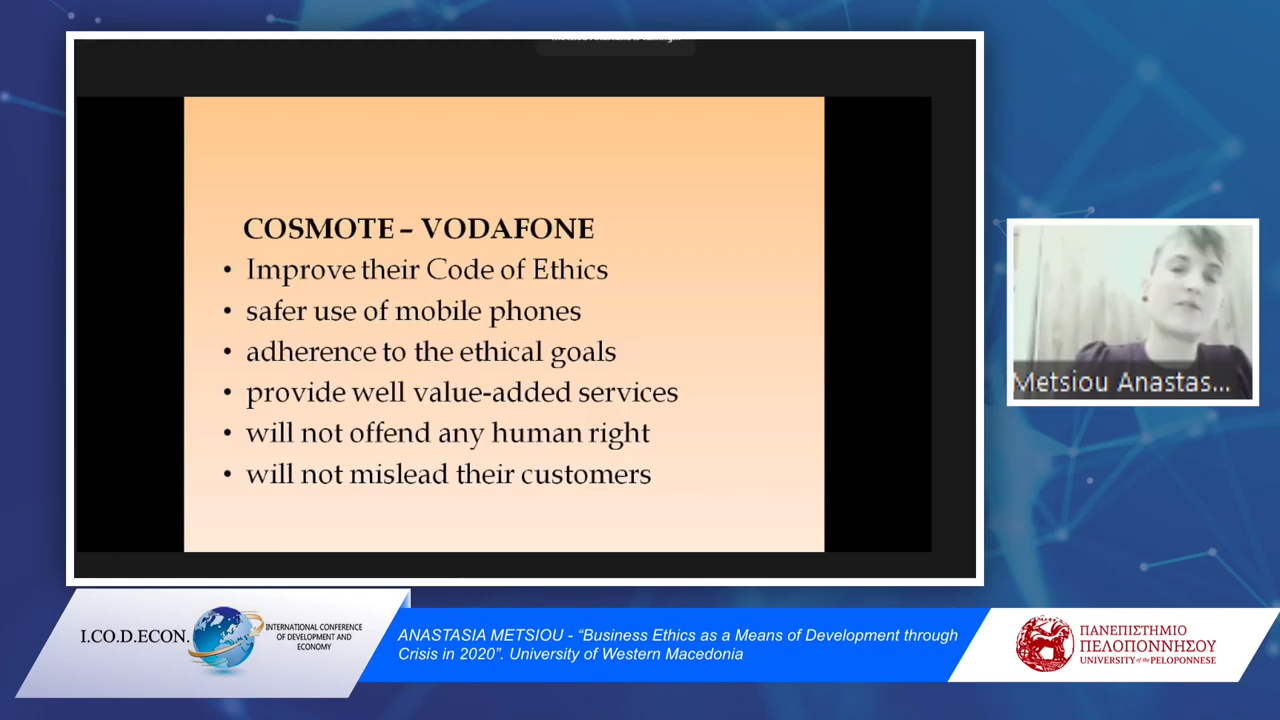 COSMOTE – VODAFONE
• Improve their Code of Ethics
• safer use of mobile phones
• adherence to the ethical goals
• provide well value-added services
• will not offend any human right
• will not mislead their customers
Metsiou Anastas...
I.CO.D.ECON.
INTERNATIONAL CONFERENCE
OF DEVELOPMENT AND
ECONOMY
ANASTASIA METSIOU - “Business Ethics as a Means of Development through
Crisis in 2020”. University of Western Macedonia
ΠΑΝΕΠΙΣΤΗΜΙΟ
ΠΕΛΟΠΟΝΝΗΣΟΥ
UNIVERSITY of the PELOPONNESE